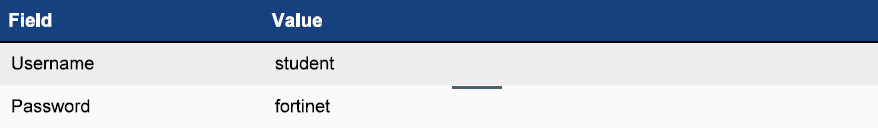 Field Value
Username student
Password fortinet